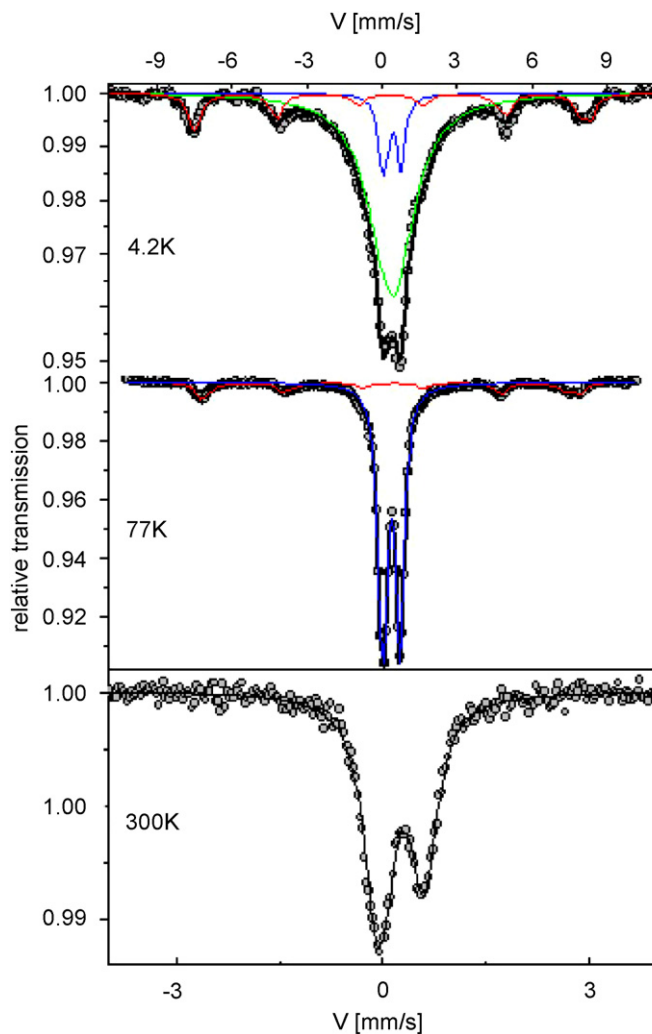 V [mm/s]
-9 -6 -3 0 3 6 9
1.00
0.99
0.98
0.97
4.2K
0.95
1.00
0.98
0.96
77K
0.94
0.92
relative transmission
1.00
1.00
300K
0.99
-3 0 3
V [mm/s]